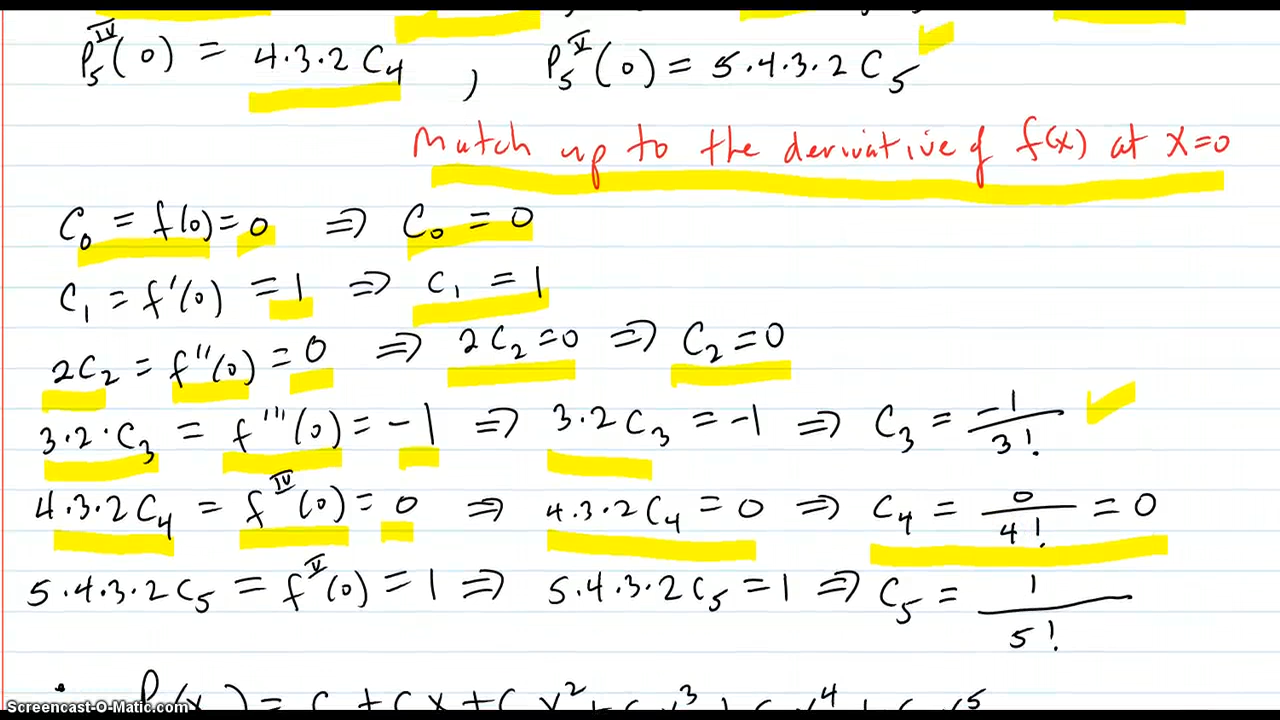 P₅ᴵⱽ(0) = 4·3·2 C₄ , P₅ⱽ(0) = 5·4·3·2 C₅
Match up to the derivative of f(x) at x=0
C₀ = f(0) = 0 ⇒ C₀ = 0
C₁ = f'(0) = 1 ⇒ C₁ = 1
2C₂ = f''(0) = 0 ⇒ 2C₂ = 0 ⇒ C₂ = 0
3·2·C₃ = f'''(0) = -1 ⇒ 3·2C₃ = -1 ⇒ C₃ = -1/3!
4·3·2C₄ = fᴵⱽ(0) = 0 ⇒ 4·3·2C₄ = 0 ⇒ C₄ = 0/4! = 0
5·4·3·2C₅ = fⱽ(0) = 1 ⇒ 5·4·3·2C₅ = 1 ⇒ C₅ = 1/5!
Screencast-O-Matic.com